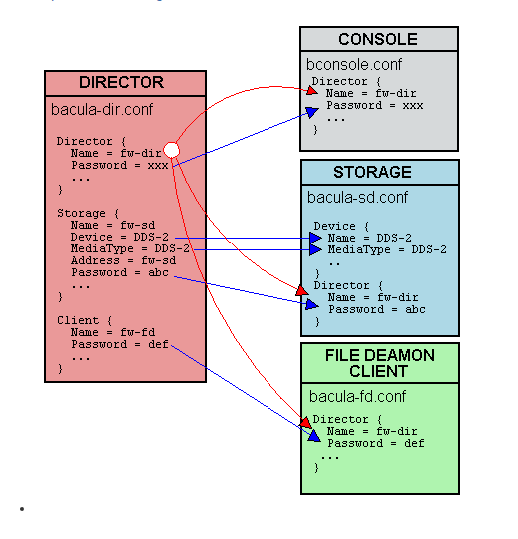 DIRECTOR
bacula-dir.conf
Director {
Name = fw-dir
Password = xxx
...
}
Storage {
Name = fw-sd
Device = DDS-2
MediaType = DDS-2
Address = fw-sd
Password = abc
...
}
Client {
Name = fw-fd
Password = def
...
}
CONSOLE
bconsole.conf
Director {
Name = fw-dir
Password = xxx
...
}
STORAGE
bacula-sd.conf
Device {
Name = DDS-2
MediaType = DDS-2
..
}
Director {
Name = fw-dir
Password = abc
}
FILE DEAMON
CLIENT
bacula-fd.conf
Director {
Name = fw-dir
Password = def
...
}